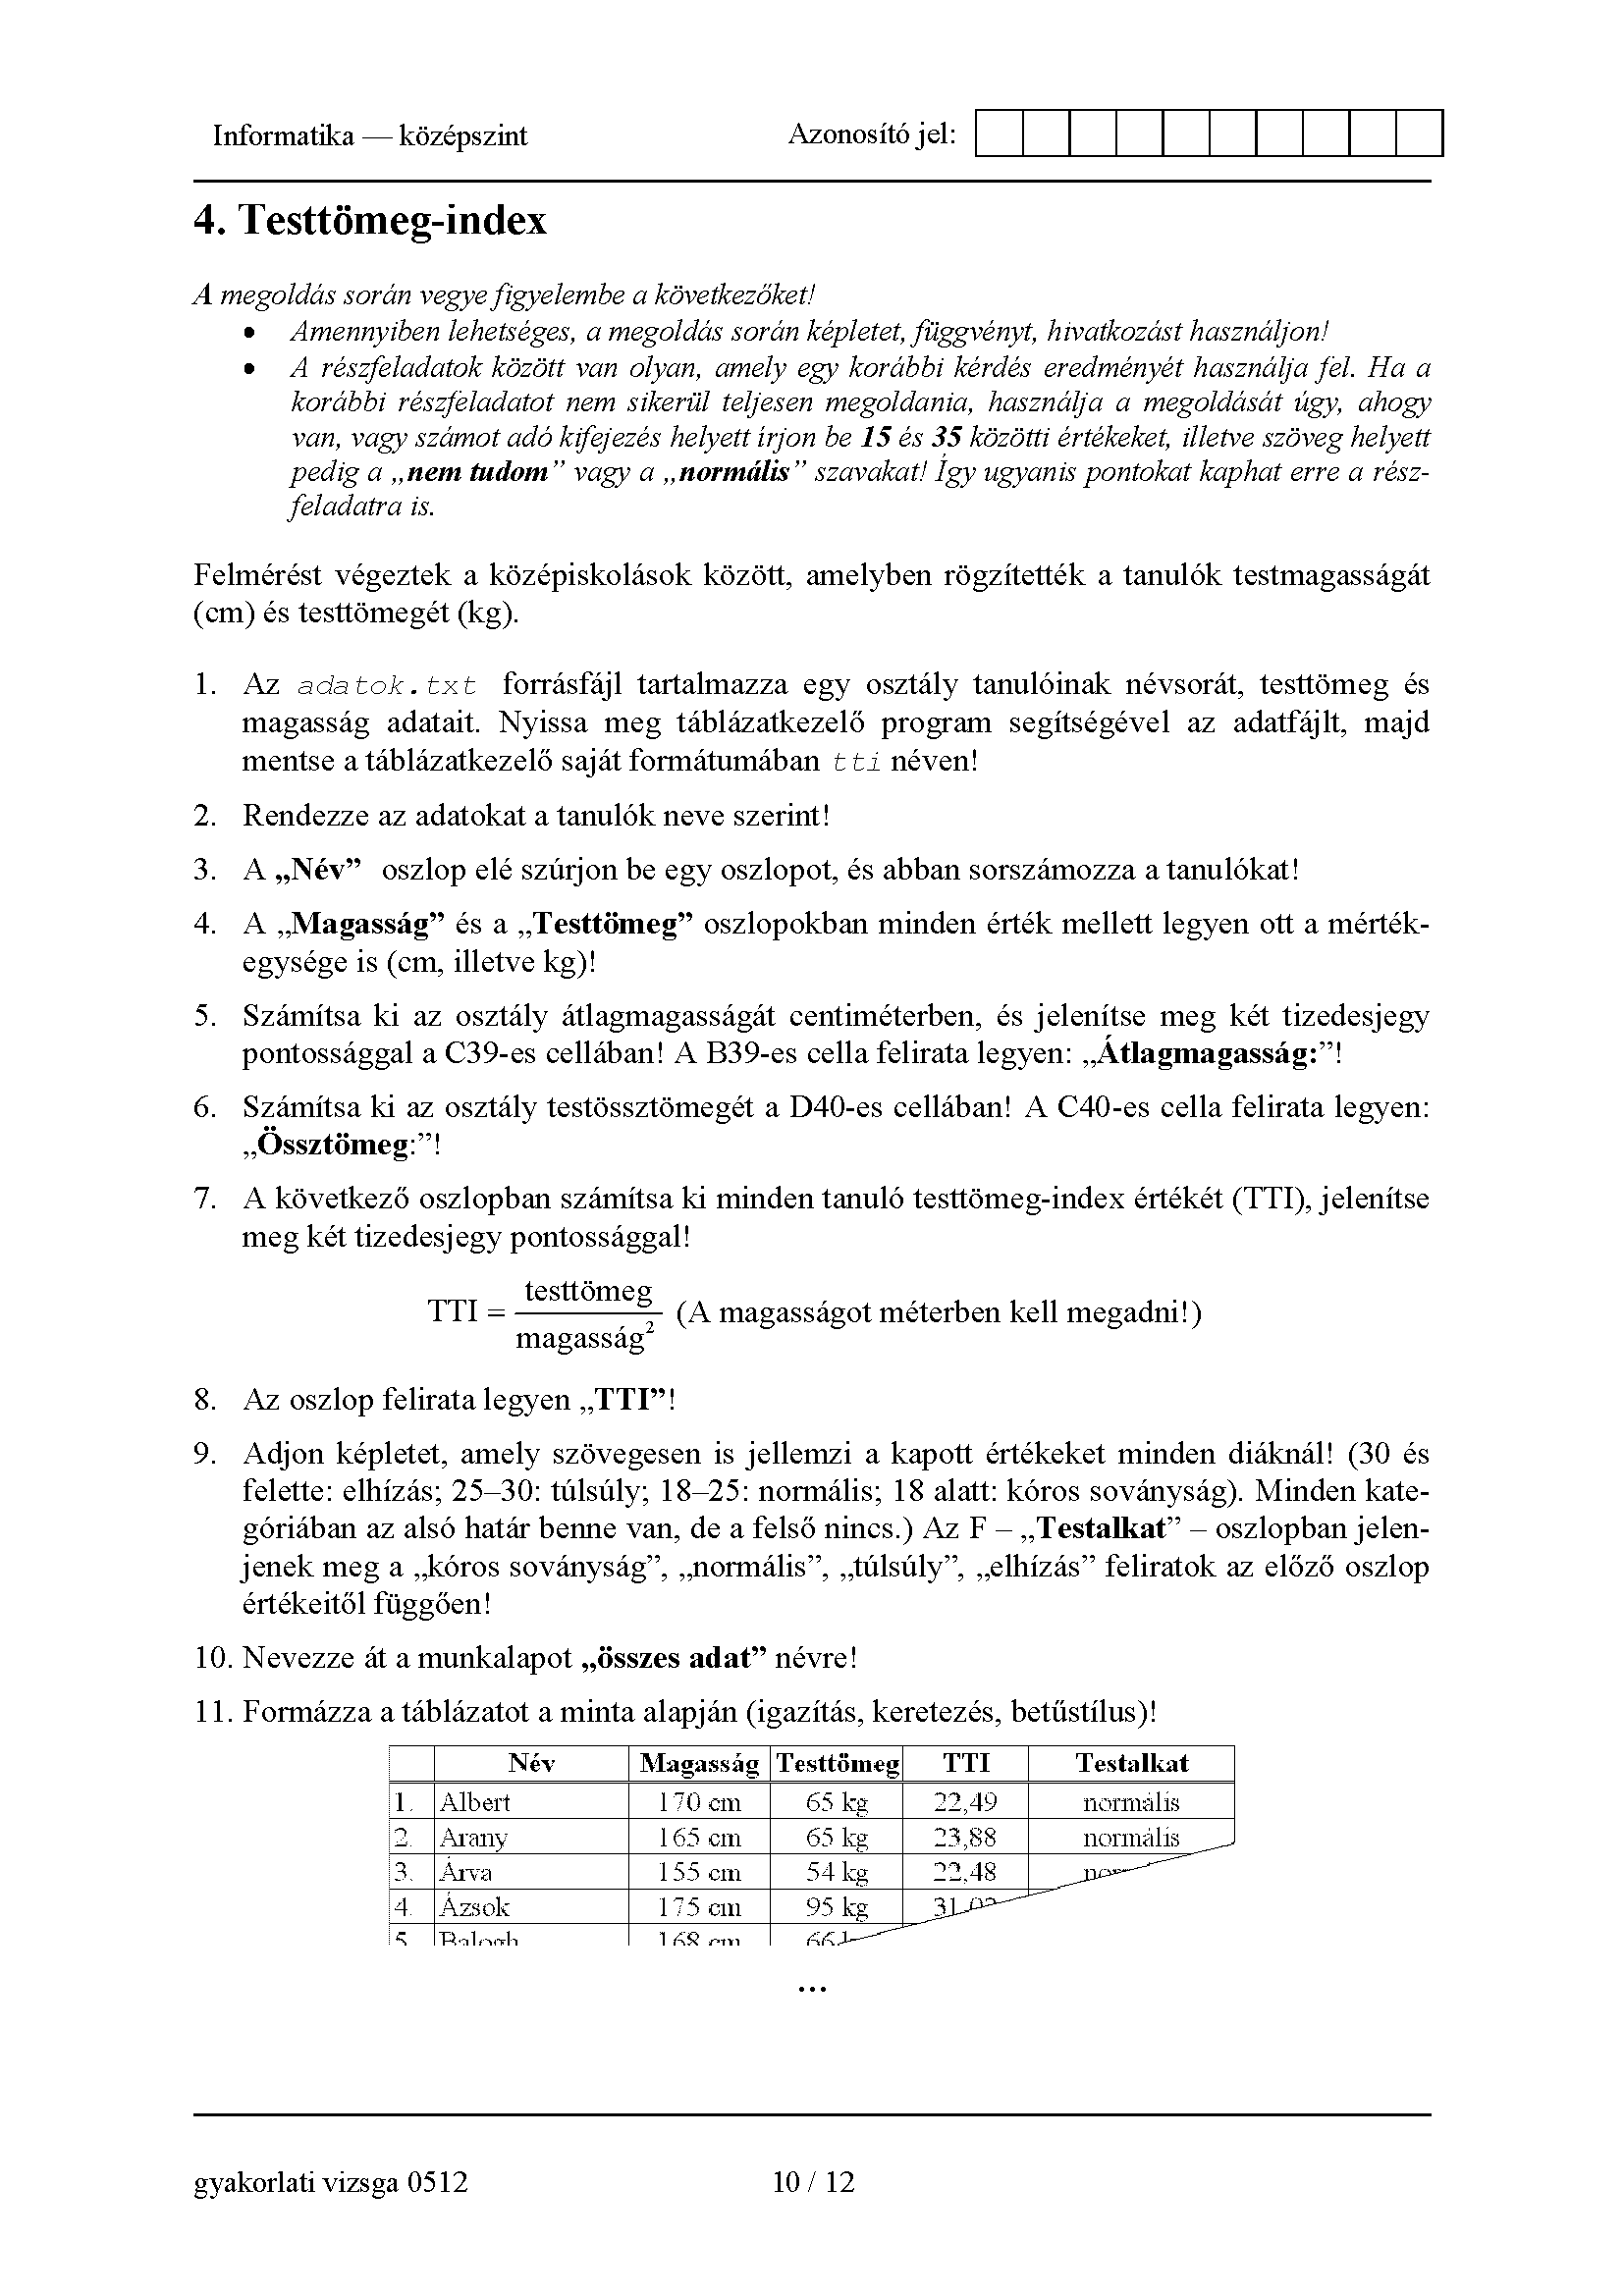 Informatika — középszint
Azonosító jel:
4. Testtömeg-index
A megoldás során vegye figyelembe a következőket!
• Amennyiben lehetséges, a megoldás során képletet, függvényt, hivatkozást használjon!
• A részfeladatok között van olyan, amely egy korábbi kérdés eredményét használja fel. Ha a
korábbi részfeladatot nem sikerül teljesen megoldania, használja a megoldását úgy, ahogy
van, vagy számot adó kifejezés helyett írjon be 15 és 35 közötti értékeket, illetve szöveg helyett
pedig a „nem tudom” vagy a „normális” szavakat! Így ugyanis pontokat kaphat erre a rész-
feladatra is.
Felmérést végeztek a középiskolások között, amelyben rögzítették a tanulók testmagasságát
(cm) és testtömegét (kg).
1. Az adatok.txt forrásfájl tartalmazza egy osztály tanulóinak névsorát, testtömeg és
magasság adatait. Nyissa meg táblázatkezelő program segítségével az adatfájlt, majd
mentse a táblázatkezelő saját formátumában tti néven!
2. Rendezze az adatokat a tanulók neve szerint!
3. A „Név” oszlop elé szúrjon be egy oszlopot, és abban sorszámozza a tanulókat!
4. A „Magasság” és a „Testtömeg” oszlopokban minden érték mellett legyen ott a mérték-
egysége is (cm, illetve kg)!
5. Számítsa ki az osztály átlagmagasságát centiméterben, és jelenítse meg két tizedesjegy
pontossággal a C39-es cellában! A B39-es cella felirata legyen: „Átlagmagasság:”!
6. Számítsa ki az osztály testössztömegét a D40-es cellában! A C40-es cella felirata legyen:
„Össztömeg:”!
7. A következő oszlopban számítsa ki minden tanuló testtömeg-index értékét (TTI), jelenítse
meg két tizedesjegy pontossággal!
TTI = testtömeg / magasság² (A magasságot méterben kell megadni!)
8. Az oszlop felirata legyen „TTI”!
9. Adjon képletet, amely szövegesen is jellemzi a kapott értékeket minden diáknál! (30 és
felette: elhízás; 25–30: túlsúly; 18–25: normális; 18 alatt: kóros soványság). Minden kate-
góriában az alsó határ benne van, de a felső nincs.) Az F – „Testalkat” – oszlopban jelen-
jenek meg a „kóros soványság”, „normális”, „túlsúly”, „elhízás” feliratok az előző oszlop
értékeitől függően!
10. Nevezze át a munkalapot „összes adat” névre!
11. Formázza a táblázatot a minta alapján (igazítás, keretezés, betűstílus)!
Név Magasság Testtömeg TTI Testalkat
1. Albert 170 cm 65 kg 22,49 normális
2. Arany 165 cm 65 kg 23,88 normális
3. Árva 155 cm 54 kg 22,48
4. Ázsok 175 cm 95 kg 31,02
5. Balogh 168 cm 66
...
gyakorlati vizsga 0512
10 / 12